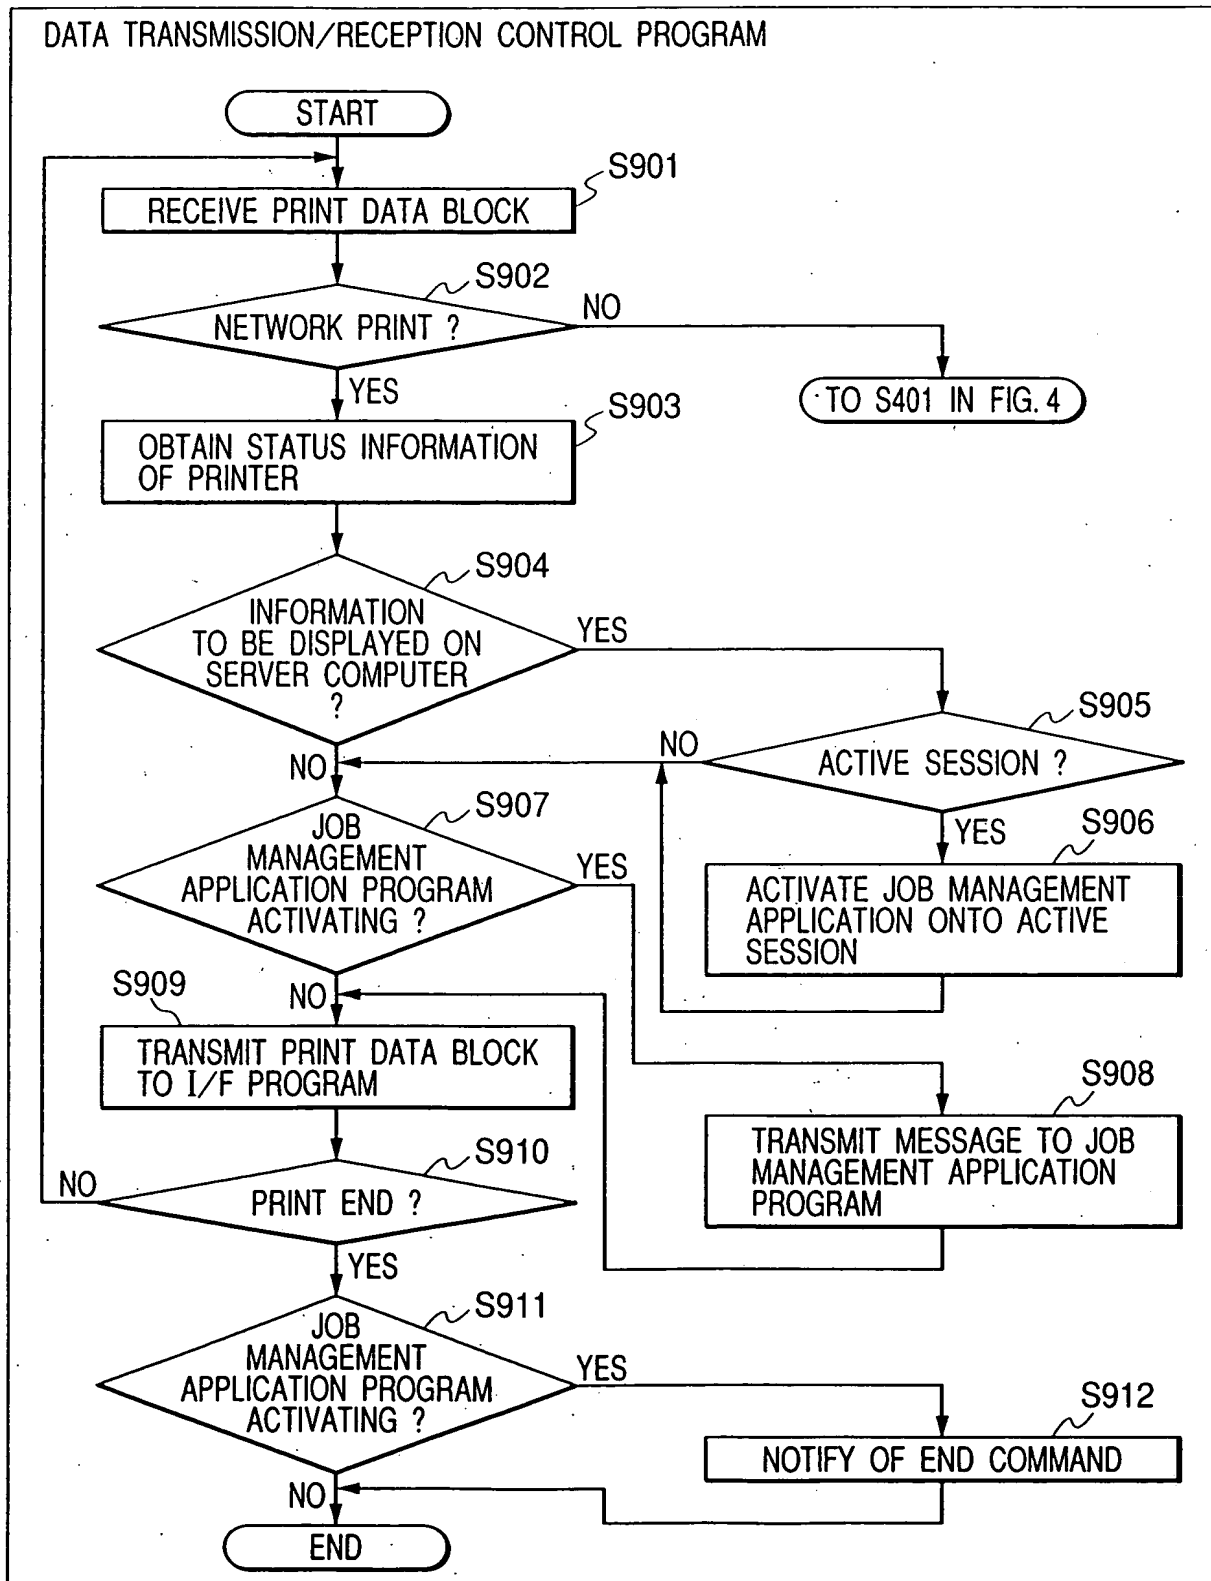 DATA TRANSMISSION/RECEPTION CONTROL PROGRAM
START
S901
RECEIVE PRINT DATA BLOCK
S902
NETWORK PRINT ?
NO
YES
TO S401 IN FIG. 4
S903
OBTAIN STATUS INFORMATION
OF PRINTER
S904
INFORMATION
TO BE DISPLAYED ON
SERVER COMPUTER
?
YES
NO
S905
ACTIVE SESSION ?
NO
YES
S906
ACTIVATE JOB MANAGEMENT
APPLICATION ONTO ACTIVE
SESSION
S907
JOB
MANAGEMENT
APPLICATION PROGRAM
ACTIVATING ?
YES
NO
S908
TRANSMIT MESSAGE TO JOB
MANAGEMENT APPLICATION
PROGRAM
S909
TRANSMIT PRINT DATA BLOCK
TO I/F PROGRAM
S910
PRINT END ?
NO
YES
S911
JOB
MANAGEMENT
APPLICATION PROGRAM
ACTIVATING ?
YES
NO
S912
NOTIFY OF END COMMAND
END